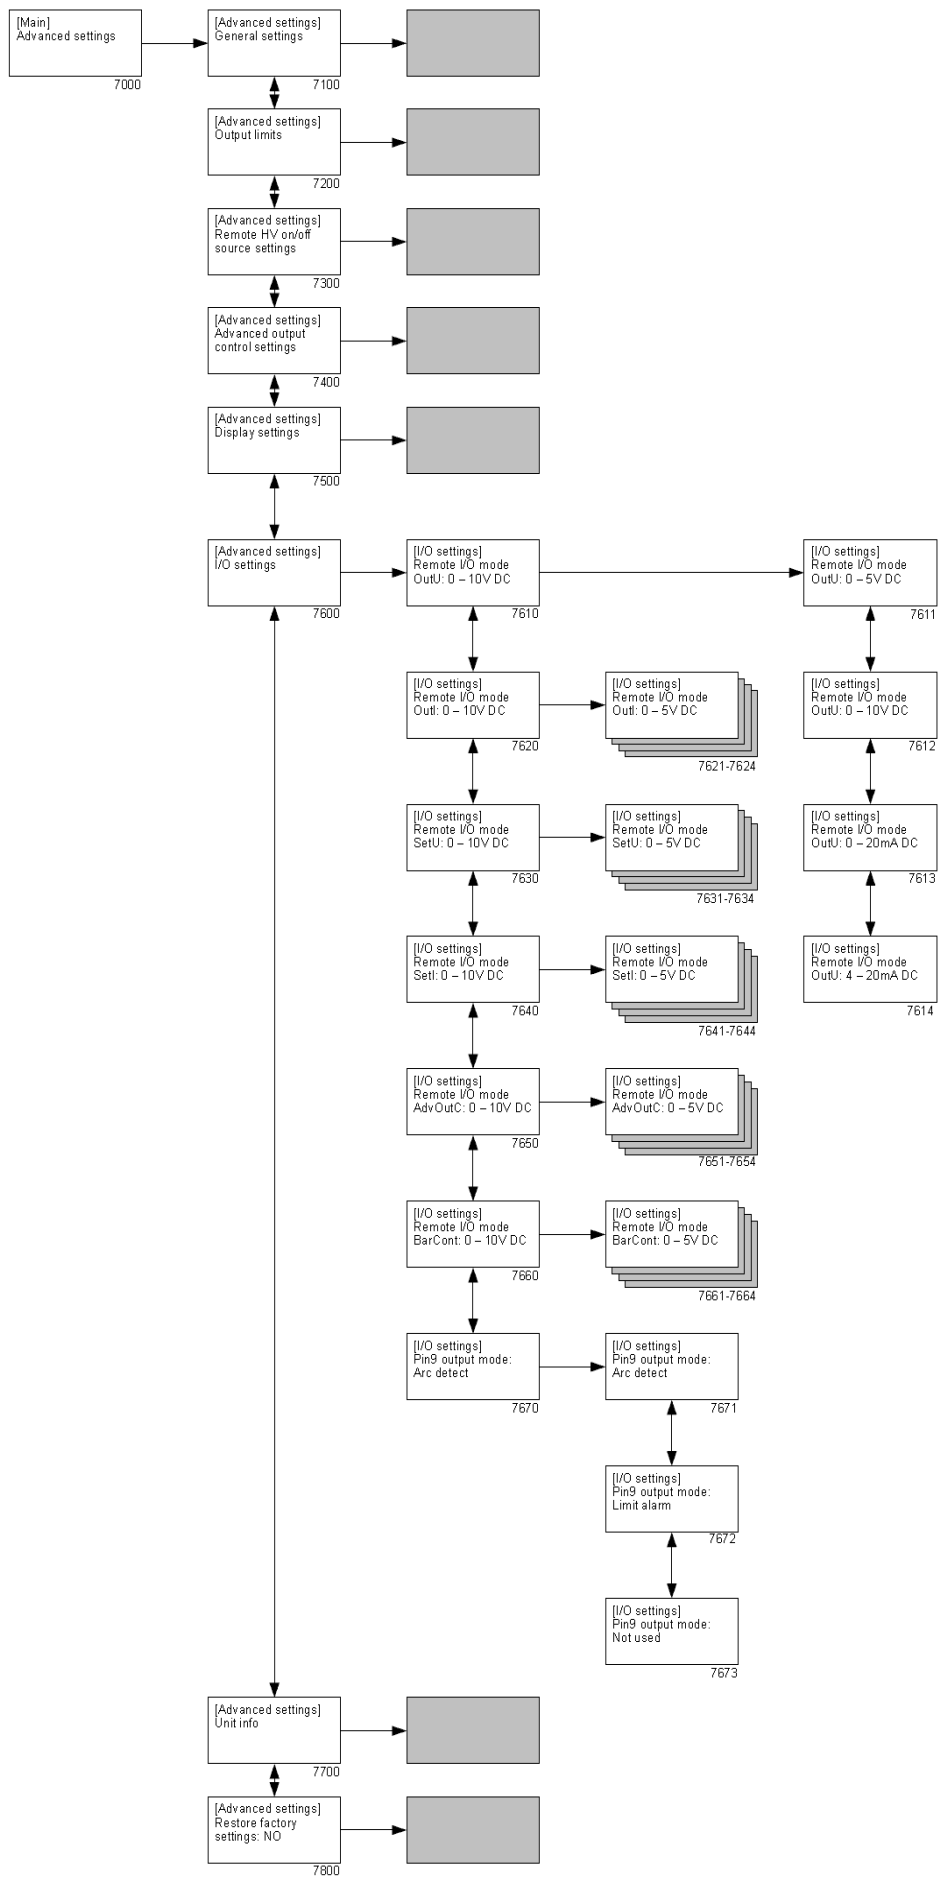 [Main]
Advanced settings
7000
[Advanced settings]
General settings
7100
[Advanced settings]
Output limits
7200
[Advanced settings]
Remote HV on/off
source settings
7300
[Advanced settings]
Advanced output
control settings
7400
[Advanced settings]
Display settings
7500
[Advanced settings]
I/O settings
7600
[I/O settings]
Remote I/O mode
OutU: 0 – 10V DC
7610
[I/O settings]
Remote I/O mode
OutU: 0 – 5V DC
7611
[I/O settings]
Remote I/O mode
OutI: 0 – 10V DC
7620
[I/O settings]
Remote I/O mode
OutI: 0 – 5V DC
7621-7624
[I/O settings]
Remote I/O mode
OutU: 0 – 10V DC
7612
[I/O settings]
Remote I/O mode
SetU: 0 – 10V DC
7630
[I/O settings]
Remote I/O mode
SetU: 0 – 5V DC
7631-7634
[I/O settings]
Remote I/O mode
OutU: 0 – 20mA DC
7613
[I/O settings]
Remote I/O mode
SetI: 0 – 10V DC
7640
[I/O settings]
Remote I/O mode
SetI: 0 – 5V DC
7641-7644
[I/O settings]
Remote I/O mode
OutU: 4 – 20mA DC
7614
[I/O settings]
Remote I/O mode
AdvOutC: 0 – 10V DC
7650
[I/O settings]
Remote I/O mode
AdvOutC: 0 – 5V DC
7651-7654
[I/O settings]
Remote I/O mode
BarCont: 0 – 10V DC
7660
[I/O settings]
Remote I/O mode
BarCont: 0 – 5V DC
7661-7664
[I/O settings]
Pin9 output mode:
Arc detect
7670
[I/O settings]
Pin9 output mode:
Arc detect
7671
[I/O settings]
Pin9 output mode:
Limit alarm
7672
[I/O settings]
Pin9 output mode:
Not used
7673
[Advanced settings]
Unit info
7700
[Advanced settings]
Restore factory
settings: NO
7800